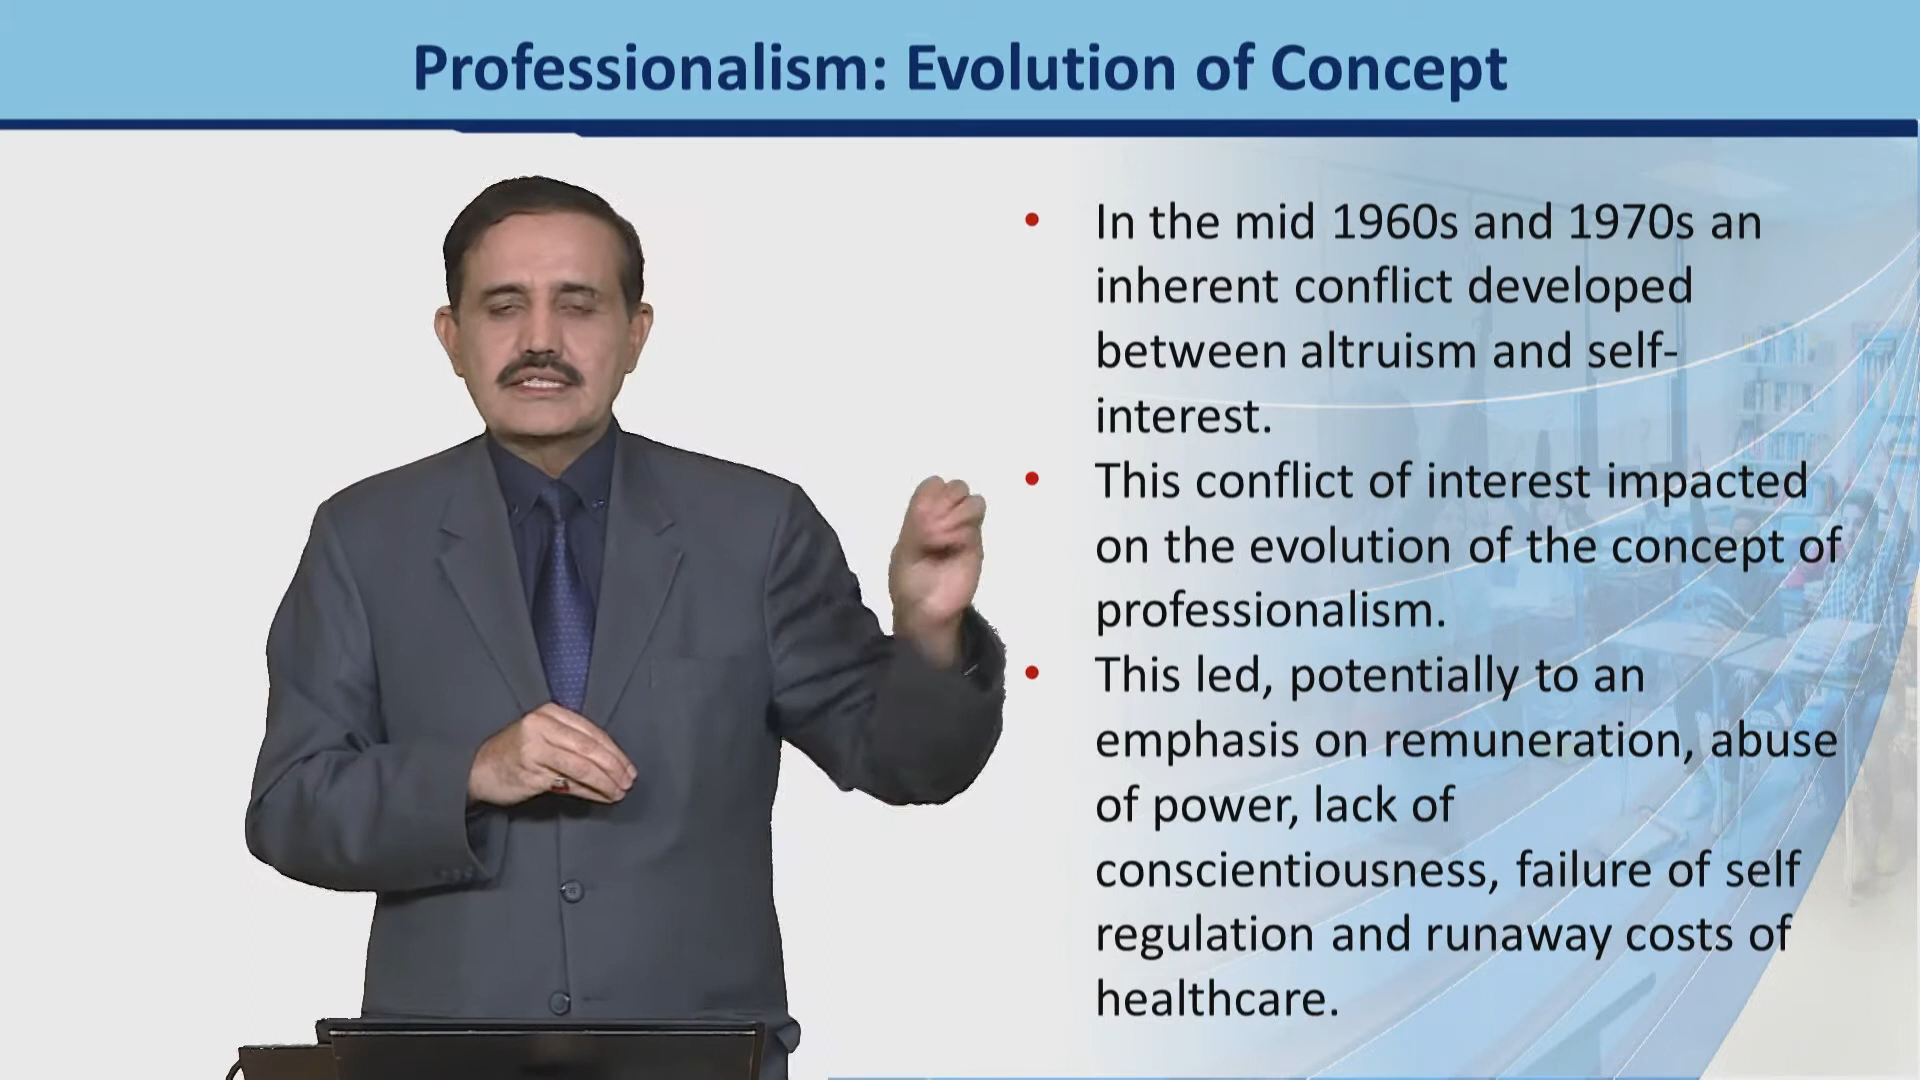 Professionalism: Evolution of Concept
• In the mid 1960s and 1970s an
inherent conflict developed
between altruism and self-
interest.
• This conflict of interest impacted
on the evolution of the concept of
professionalism.
• This led, potentially to an
emphasis on remuneration, abuse
of power, lack of
conscientiousness, failure of self
regulation and runaway costs of
healthcare.